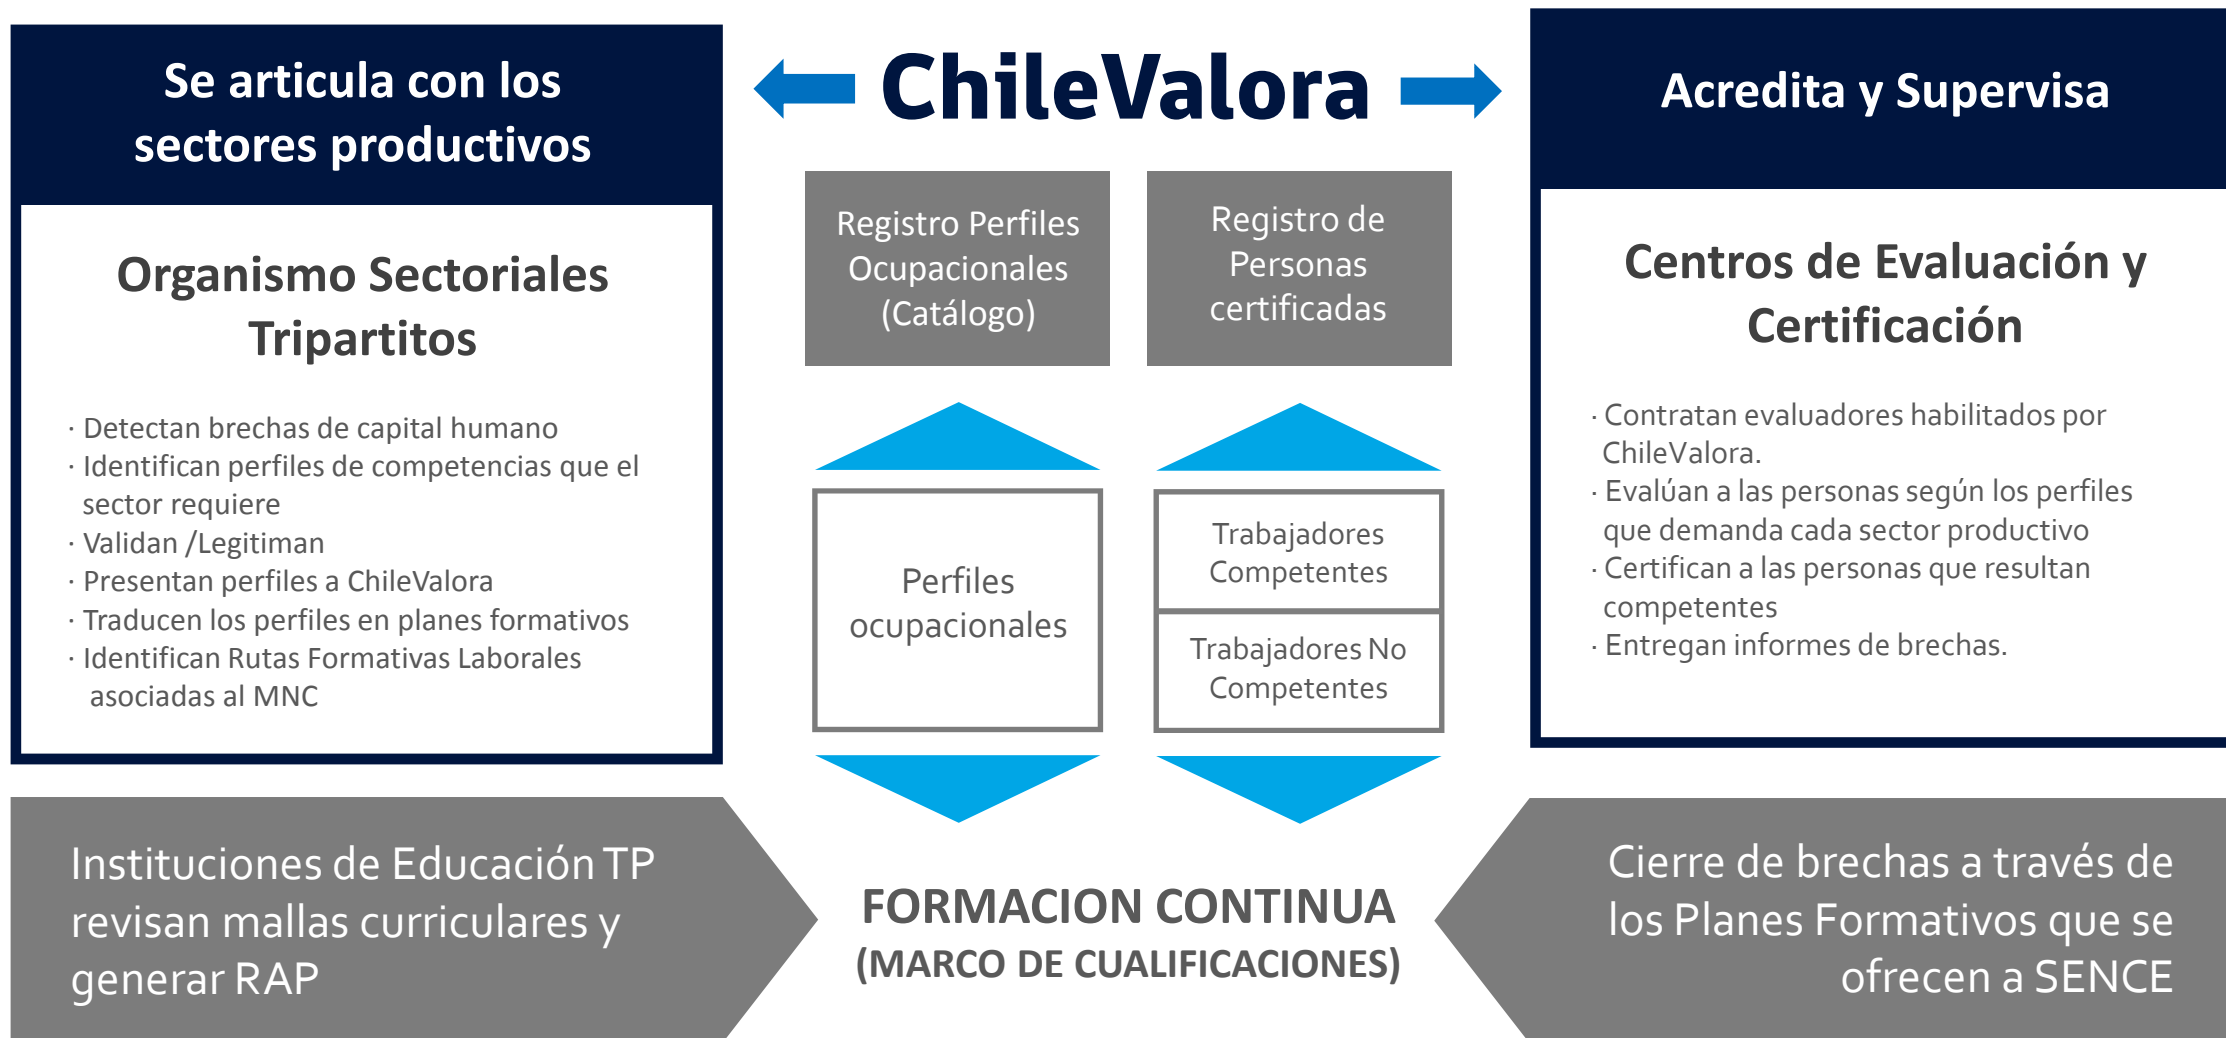 Se articula con los
sectores productivos
Organismo Sectoriales
Tripartitos
· Detectan brechas de capital humano
· Identifican perfiles de competencias que el
sector requiere
· Validan /Legitiman
· Presentan perfiles a ChileValora
· Traducen los perfiles en planes formativos
· Identifican Rutas Formativas Laborales
asociadas al MNC
ChileValora
Registro Perfiles
Ocupacionales
(Catálogo)
Registro de
Personas
certificadas
Perfiles
ocupacionales
Trabajadores
Competentes
Trabajadores No
Competentes
Acredita y Supervisa
Centros de Evaluación y
Certificación
· Contratan evaluadores habilitados por
ChileValora.
· Evalúan a las personas según los perfiles
que demanda cada sector productivo
· Certifican a las personas que resultan
competentes
· Entregan informes de brechas.
Instituciones de Educación TP
revisan mallas curriculares y
generar RAP
FORMACION CONTINUA
(MARCO DE CUALIFICACIONES)
Cierre de brechas a través de
los Planes Formativos que se
ofrecen a SENCE